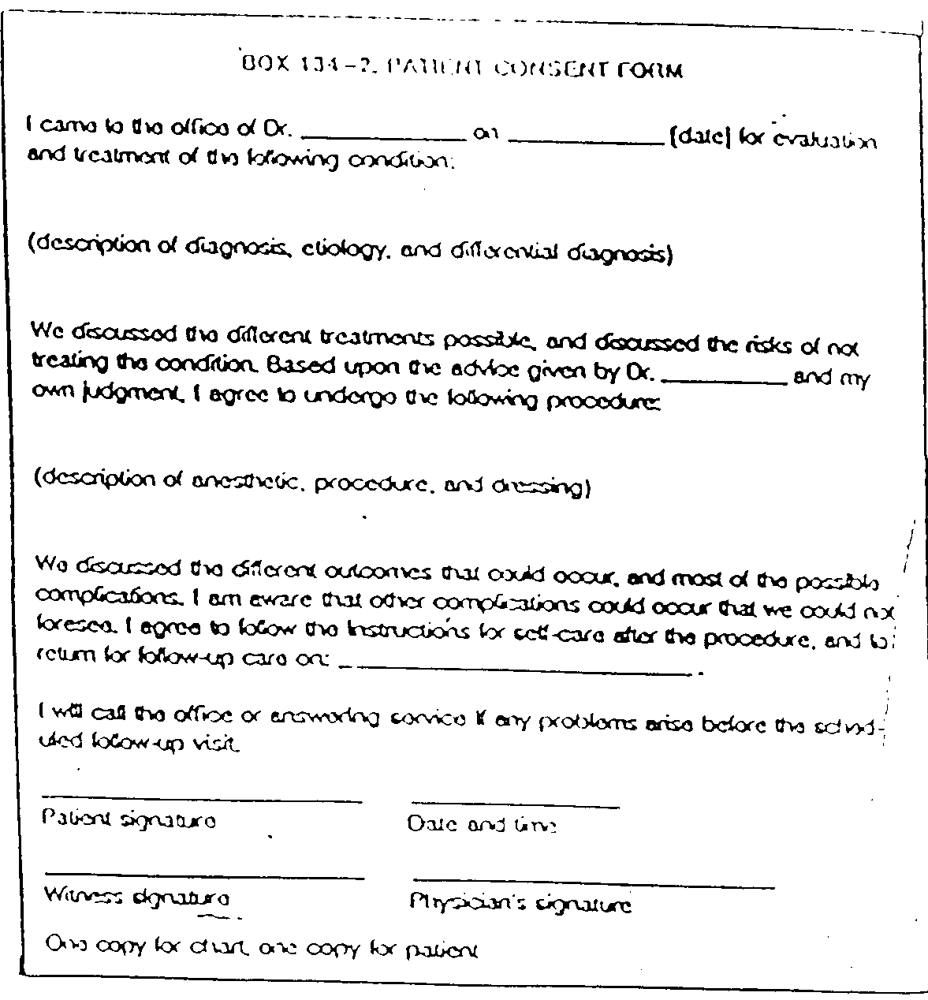 BOX 134-2. PATIENT CONSENT FORM
I came to the office of Dr. ____________ on ____________ (date) for evaluation
and treatment of the following condition:
(description of diagnosis, etiology, and differential diagnosis)
We discussed the different treatments possible, and discussed the risks of not
treating the condition. Based upon the advice given by Dr. __________ and my
own judgment, I agree to undergo the following procedure:
(description of anesthetic, procedure, and dressing)
We discussed the different outcomes that could occur, and most of the possible
complications. I am aware that other complications could occur that we could not
foresee. I agree to follow the instructions for self-care after the procedure, and to
return for follow-up care on: __________________________.
I will call the office or answering service if any problems arise before the sched-
uled follow-up visit.
Patient signature Date and time
Witness signature Physician's signature
One copy for chart, one copy for patient